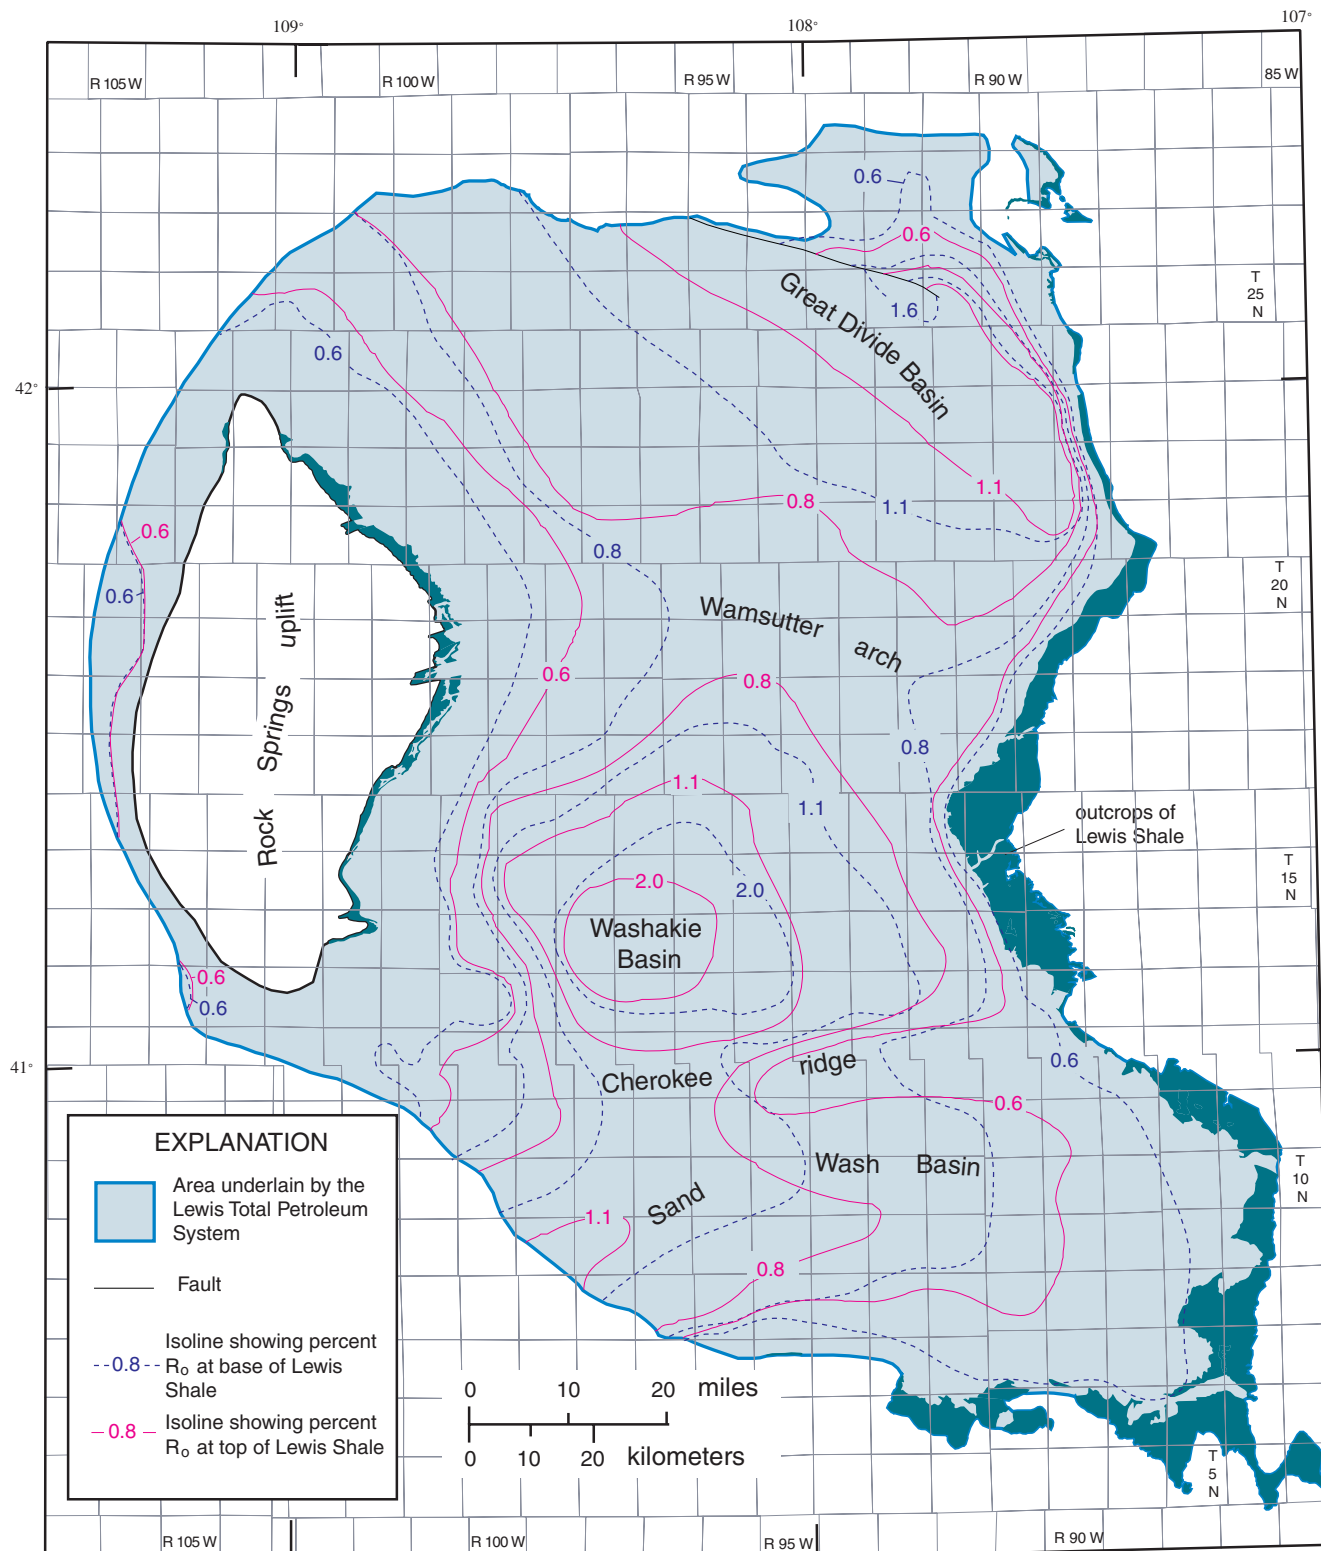 109°
108°
107°
R 105 W
R 100 W
R 95 W
R 90 W
85 W
0.6
0.6
T
25
N
Great Divide Basin
1.6
0.6
42°
1.1
0.8
1.1
0.6
0.8
T
20
N
0.6
Wamsutter arch
Rock Springs uplift
0.6
0.8
0.8
1.1
1.1
outcrops of
Lewis Shale
T
15
N
2.0
2.0
Washakie
Basin
0.6
0.6
41°
0.6
ridge
Cherokee
0.6
Wash Basin
T
10
N
Sand
1.1
0.8
EXPLANATION
Area underlain by the
Lewis Total Petroleum
System
Fault
Isoline showing percent
0.8 Ro at base of Lewis
Shale
Isoline showing percent
0.8 Ro at top of Lewis Shale
0 10 20 miles
0 10 20 kilometers
T
5
N
R 105 W
R 100 W
R 95 W
R 90 W